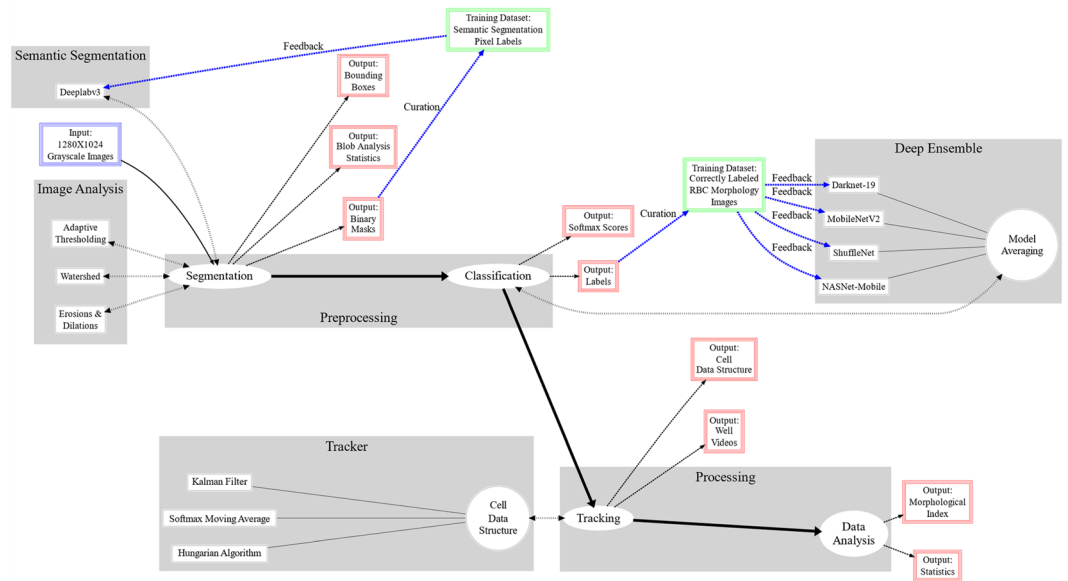 Training Dataset:
Semantic Segmentation
Pixel Labels
Feedback
Semantic Segmentation
Deeplabv3
Output:
Bounding
Boxes
Curation
Input:
1280X1024
Grayscale Images
Output:
Blob Analysis
Statistics
Image Analysis
Adaptive
Thresholding
Watershed
Erosions &
Dilations
Output:
Binary
Masks
Segmentation
Classification
Preprocessing
Output:
Softmax Scores
Output:
Labels
Curation
Training Dataset:
Correctly Labeled
RBC Morphology
Images
Feedback
Feedback
Feedback
Feedback
Deep Ensemble
Darknet-19
MobileNetV2
ShuffleNet
NASNet-Mobile
Model
Averaging
Output:
Cell
Data Structure
Output:
Well
Videos
Tracker
Kalman Filter
Softmax Moving Average
Hungarian Algorithm
Cell
Data
Structure
Processing
Tracking
Data
Analysis
Output:
Morphological
Index
Output:
Statistics